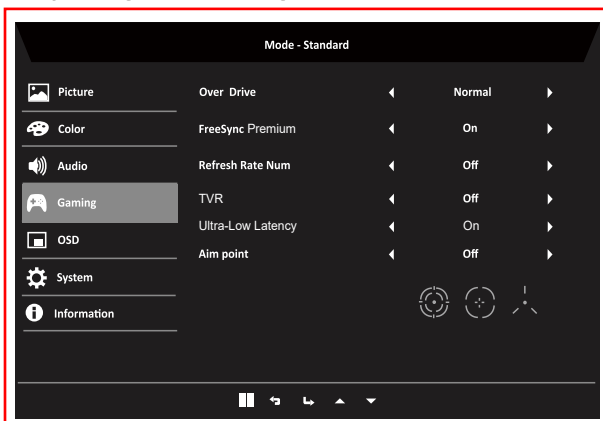 Mode - Standard
Picture
Over Drive Normal
Color
FreeSync Premium On
Audio
Refresh Rate Num Off
Gaming
TVR Off
Ultra-Low Latency On
OSD
Aim point Off
System
Information